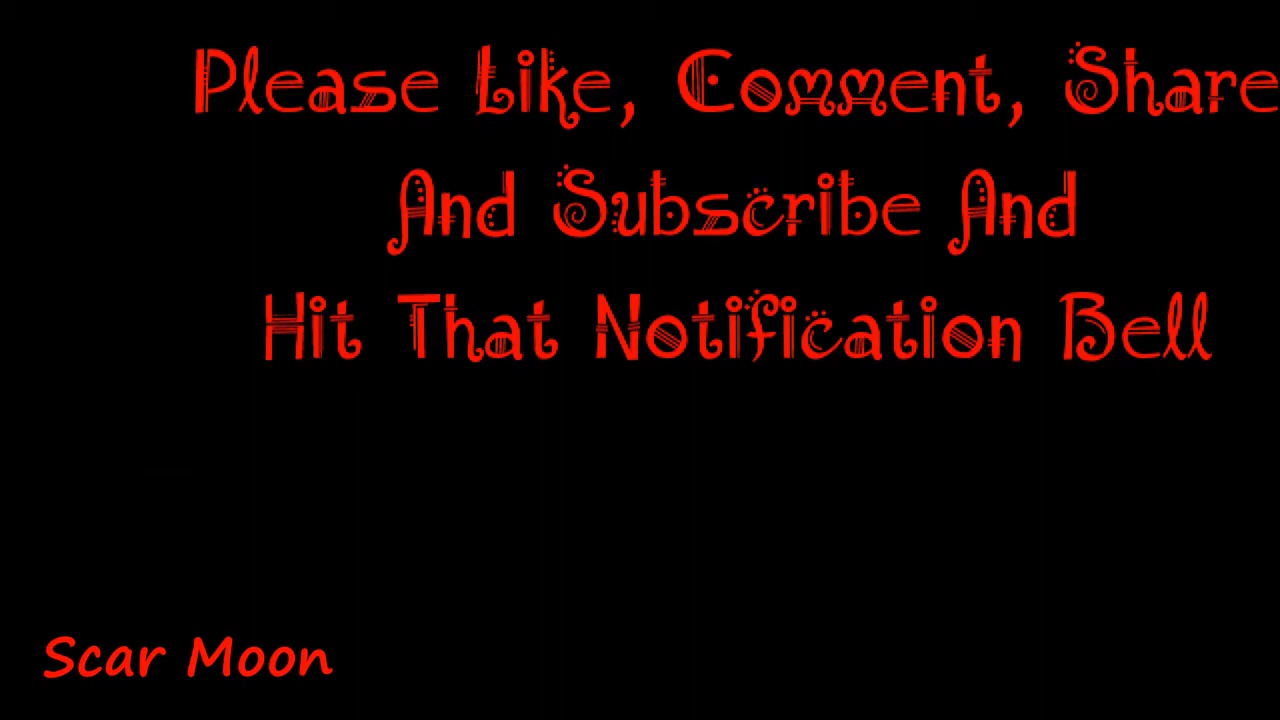 Please Like, Comment, Share
And Subscribe And
Hit That Notification Bell
Scar Moon